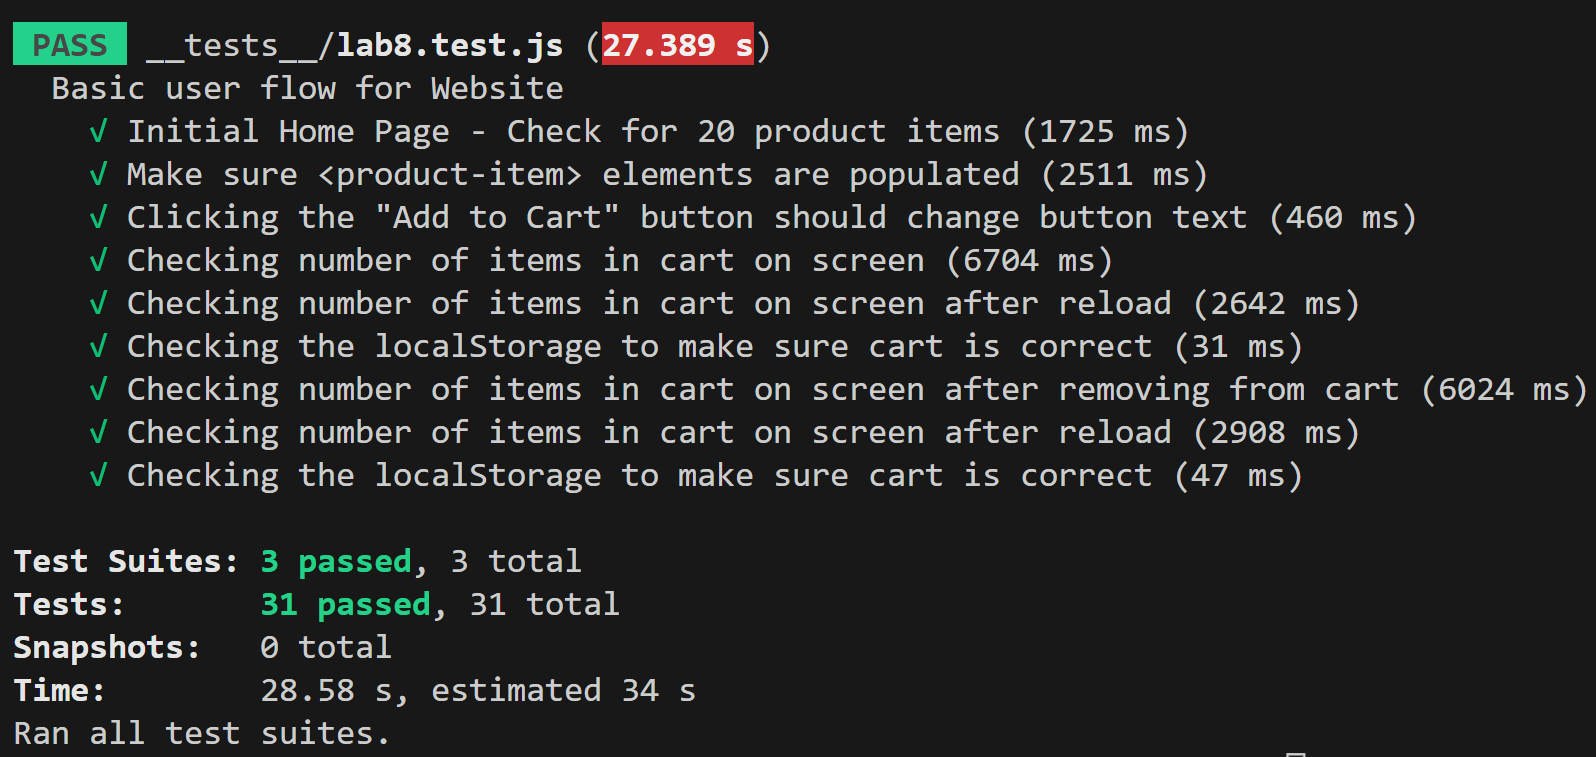 PASS __tests__/lab8.test.js (27.389 s)
Basic user flow for Website
√ Initial Home Page - Check for 20 product items (1725 ms)
√ Make sure <product-item> elements are populated (2511 ms)
√ Clicking the "Add to Cart" button should change button text (460 ms)
√ Checking number of items in cart on screen (6704 ms)
√ Checking number of items in cart on screen after reload (2642 ms)
√ Checking the localStorage to make sure cart is correct (31 ms)
√ Checking number of items in cart on screen after removing from cart (6024 ms)
√ Checking number of items in cart on screen after reload (2908 ms)
√ Checking the localStorage to make sure cart is correct (47 ms)
Test Suites: 3 passed, 3 total
Tests: 31 passed, 31 total
Snapshots: 0 total
Time: 28.58 s, estimated 34 s
Ran all test suites.